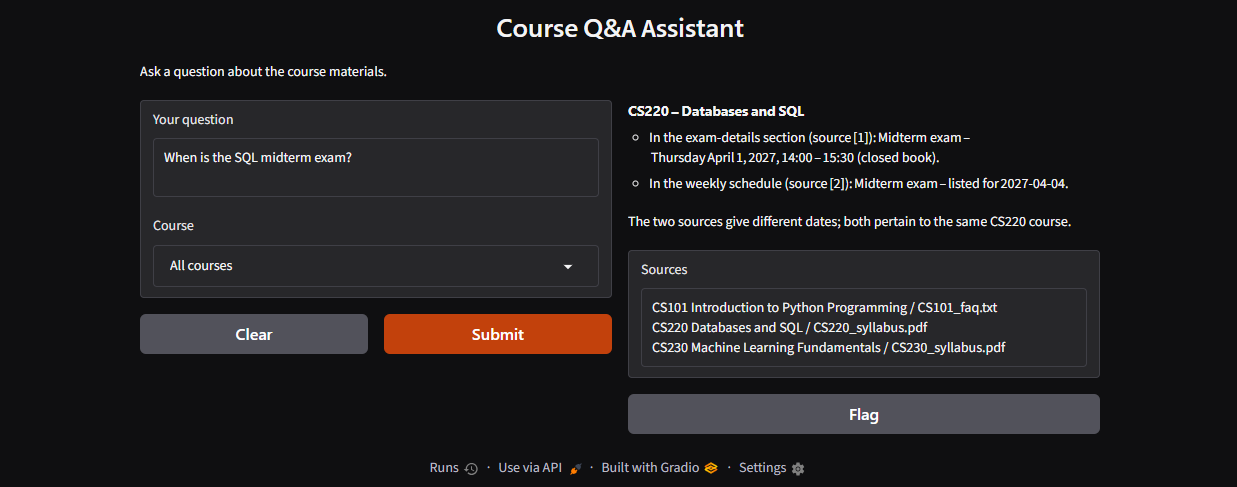 Course Q&A Assistant
Ask a question about the course materials.
Your question
When is the SQL midterm exam?
Course
All courses
Clear
Submit
CS220 – Databases and SQL
In the exam-details section (source [1]): Midterm exam –
Thursday April 1, 2027, 14:00 – 15:30 (closed book).
In the weekly schedule (source [2]): Midterm exam – listed for 2027-04-04.
The two sources give different dates; both pertain to the same CS220 course.
Sources
CS101 Introduction to Python Programming / CS101_faq.txt
CS220 Databases and SQL / CS220_syllabus.pdf
CS230 Machine Learning Fundamentals / CS230_syllabus.pdf
Flag
Runs · Use via API · Built with Gradio · Settings